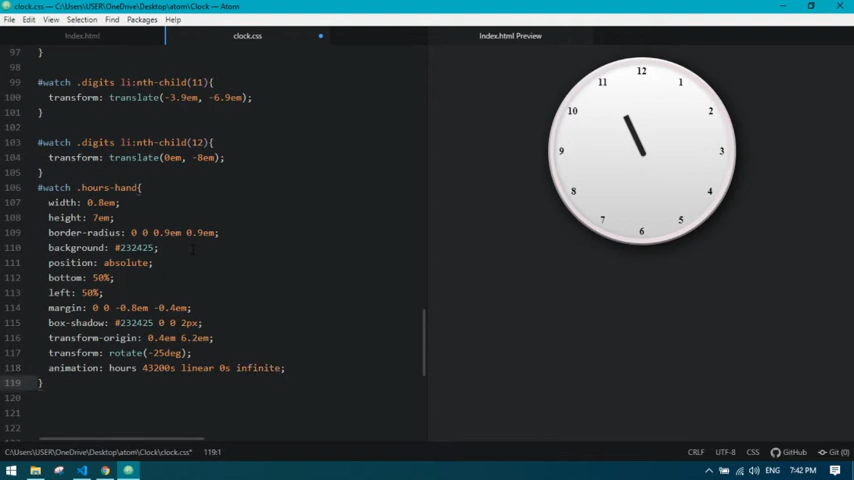 clock.css — C:\Users\USER\OneDrive\Desktop\atom\Clock — Atom
File Edit View Selection Find Packages Help
Index.html
clock.css
Index.html Preview
97 }
98
99 #watch .digits li:nth-child(11){
100 transform: translate(-3.9em, -6.9em);
101 }
102
103 #watch .digits li:nth-child(12){
104 transform: translate(0em, -8em);
105 }
106 #watch .hours-hand{
107 width: 0.8em;
108 height: 7em;
109 border-radius: 0 0 0.9em 0.9em;
110 background: #232425;
111 position: absolute;
112 bottom: 50%;
113 left: 50%;
114 margin: 0 0 -0.8em -0.4em;
115 box-shadow: #232425 0 0 2px;
116 transform-origin: 0.4em 6.2em;
117 transform: rotate(-25deg);
118 animation: hours 43200s linear 0s infinite;
119 }
120
121
12
11 1
10 2
9 3
8 4
7 5
6
C:\Users\USER\OneDrive\Desktop\atom\Clock\clock.css* 119:1
CRLF UTF-8 CSS GitHub Git (0)
ENG 7:42 PM